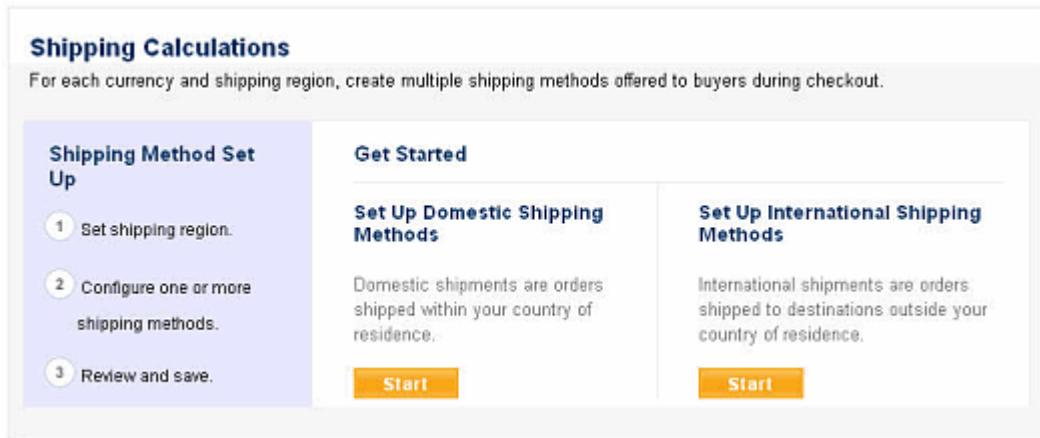 Shipping Calculations
For each currency and shipping region, create multiple shipping methods offered to buyers during checkout.
Shipping Method Set
Up
1 Set shipping region.
2 Configure one or more
shipping methods.
3 Review and save.
Get Started
Set Up Domestic Shipping
Methods
Domestic shipments are orders
shipped within your country of
residence.
Start
Set Up International Shipping
Methods
International shipments are orders
shipped to destinations outside your
country of residence.
Start